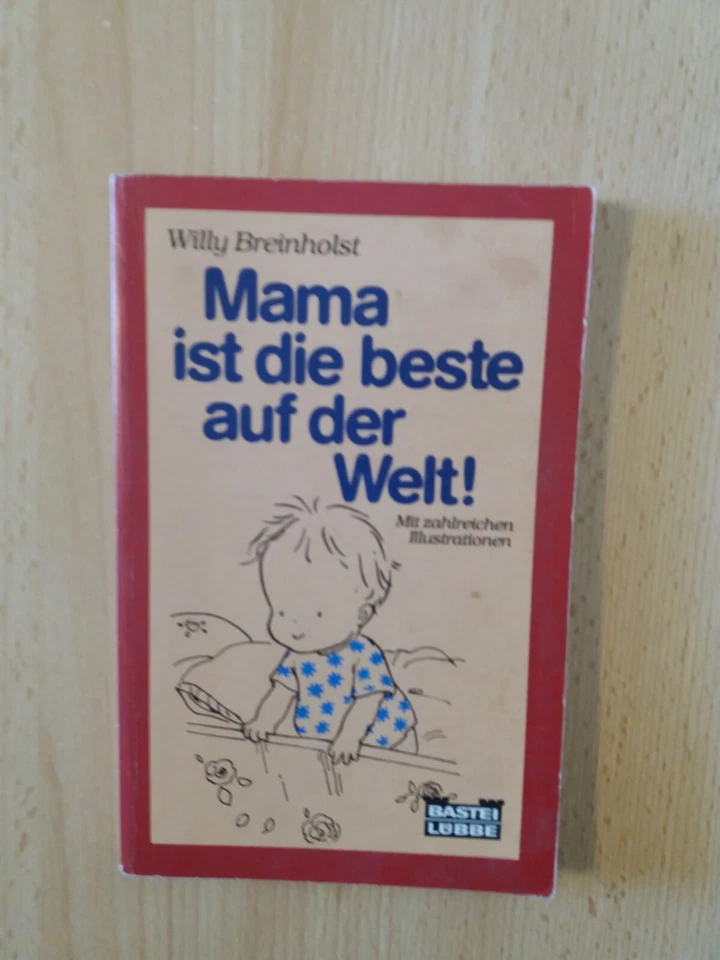 Willy Breinholst
Mama
ist die beste
auf der
Welt!
Mit zahlreichen
Illustrationen
BASTEI
LÜBBE